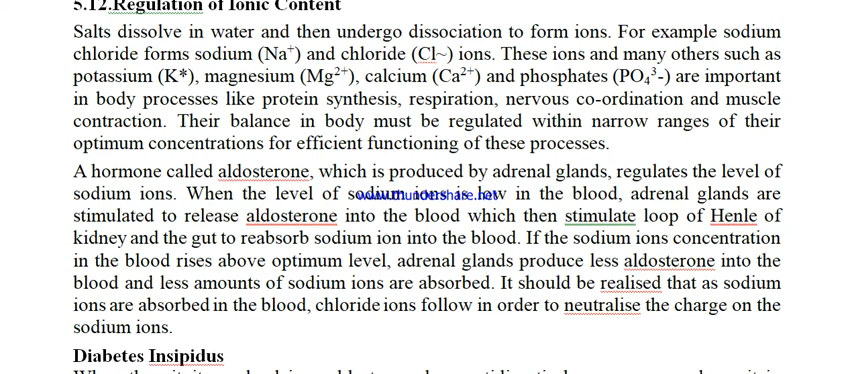 5.12.Regulation of Ionic Content
Salts dissolve in water and then undergo dissociation to form ions. For example sodium
chloride forms sodium (Na⁺) and chloride (Cl~) ions. These ions and many others such as
potassium (K*), magnesium (Mg²⁺), calcium (Ca²⁺) and phosphates (PO₄³-) are important
in body processes like protein synthesis, respiration, nervous co-ordination and muscle
contraction. Their balance in body must be regulated within narrow ranges of their
optimum concentrations for efficient functioning of these processes.
A hormone called aldosterone, which is produced by adrenal glands, regulates the level of
sodium ions. When the level of sodium ions is low in the blood, adrenal glands are
www.thundershare.net
stimulated to release aldosterone into the blood which then stimulate loop of Henle of
kidney and the gut to reabsorb sodium ion into the blood. If the sodium ions concentration
in the blood rises above optimum level, adrenal glands produce less aldosterone into the
blood and less amounts of sodium ions are absorbed. It should be realised that as sodium
ions are absorbed in the blood, chloride ions follow in order to neutralise the charge on the
sodium ions.
Diabetes Insipidus